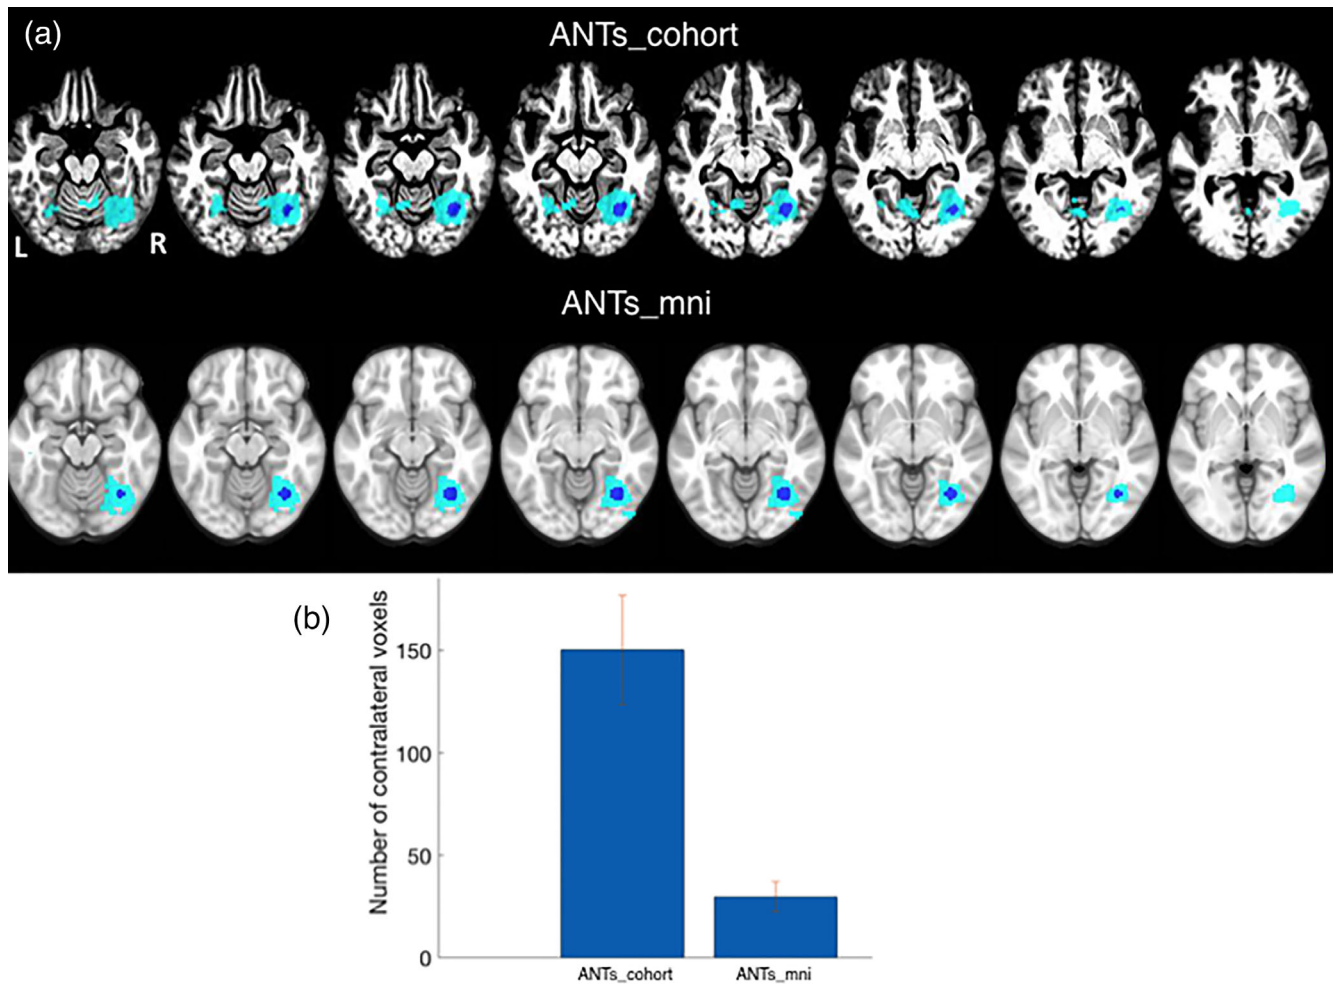 (a)
ANTs_cohort
L
R
ANTs_mni
(b)
Number of contralateral voxels
150
100
50
0
ANTs_cohort
ANTs_mni